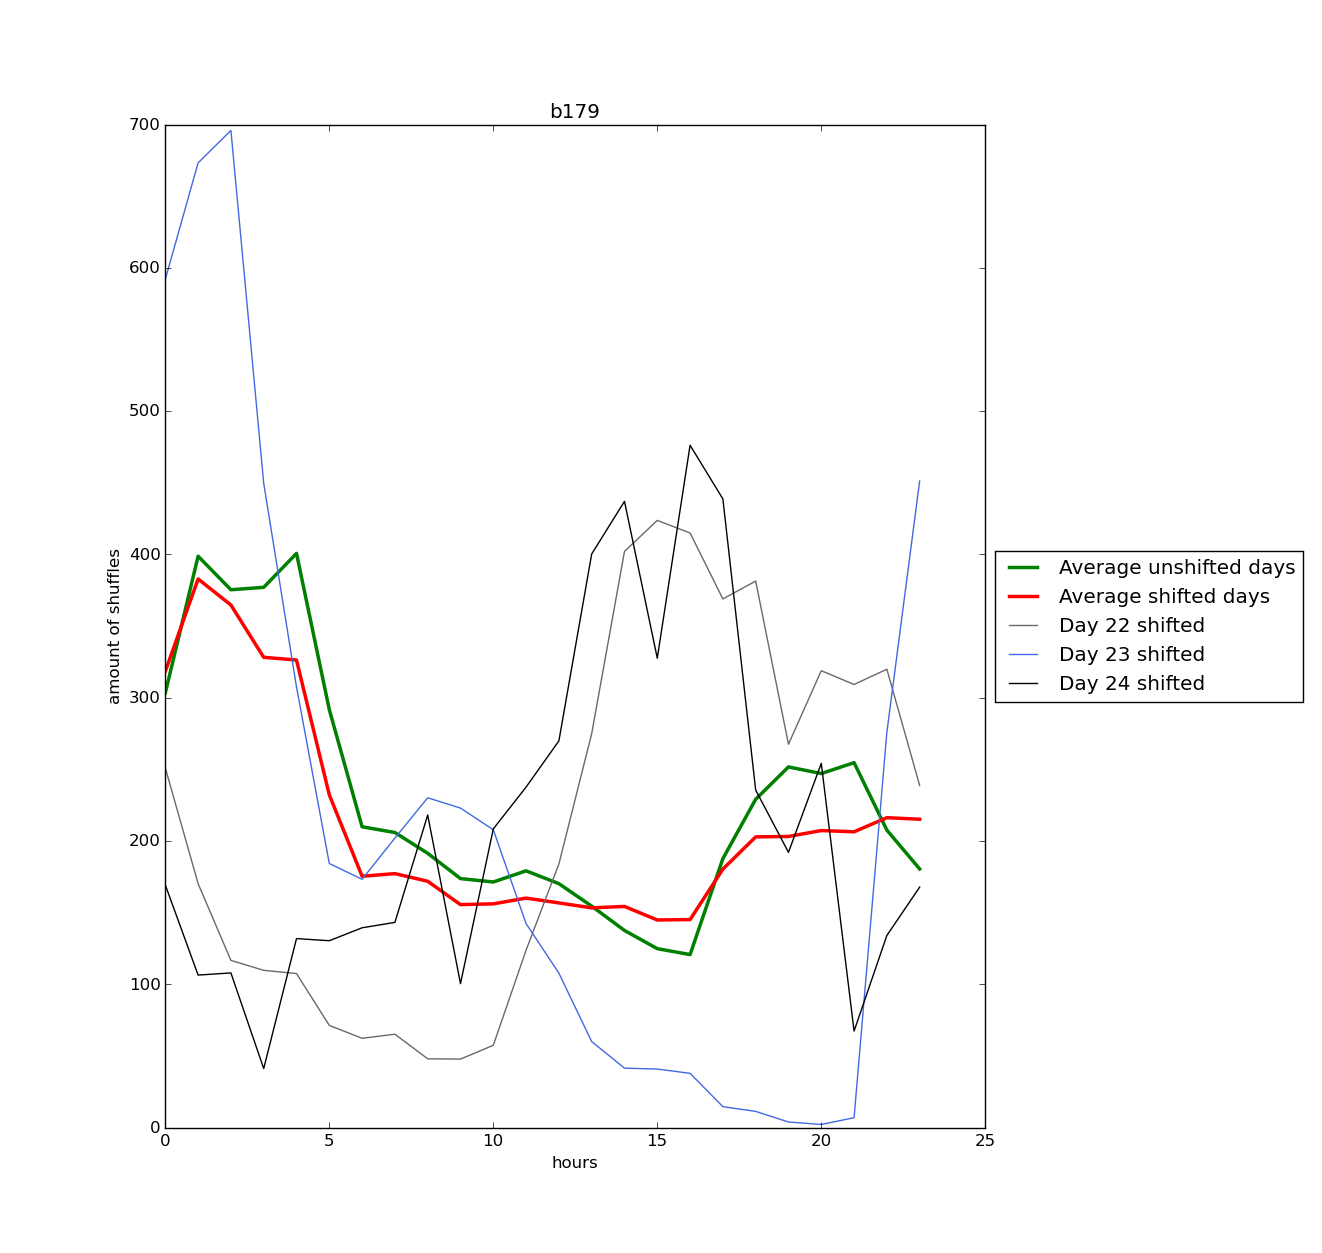 b179
700
600
500
400
300
200
100
0
amount of shuffles
0 5 10 15 20 25
hours
Average unshifted days
Average shifted days
Day 22 shifted
Day 23 shifted
Day 24 shifted